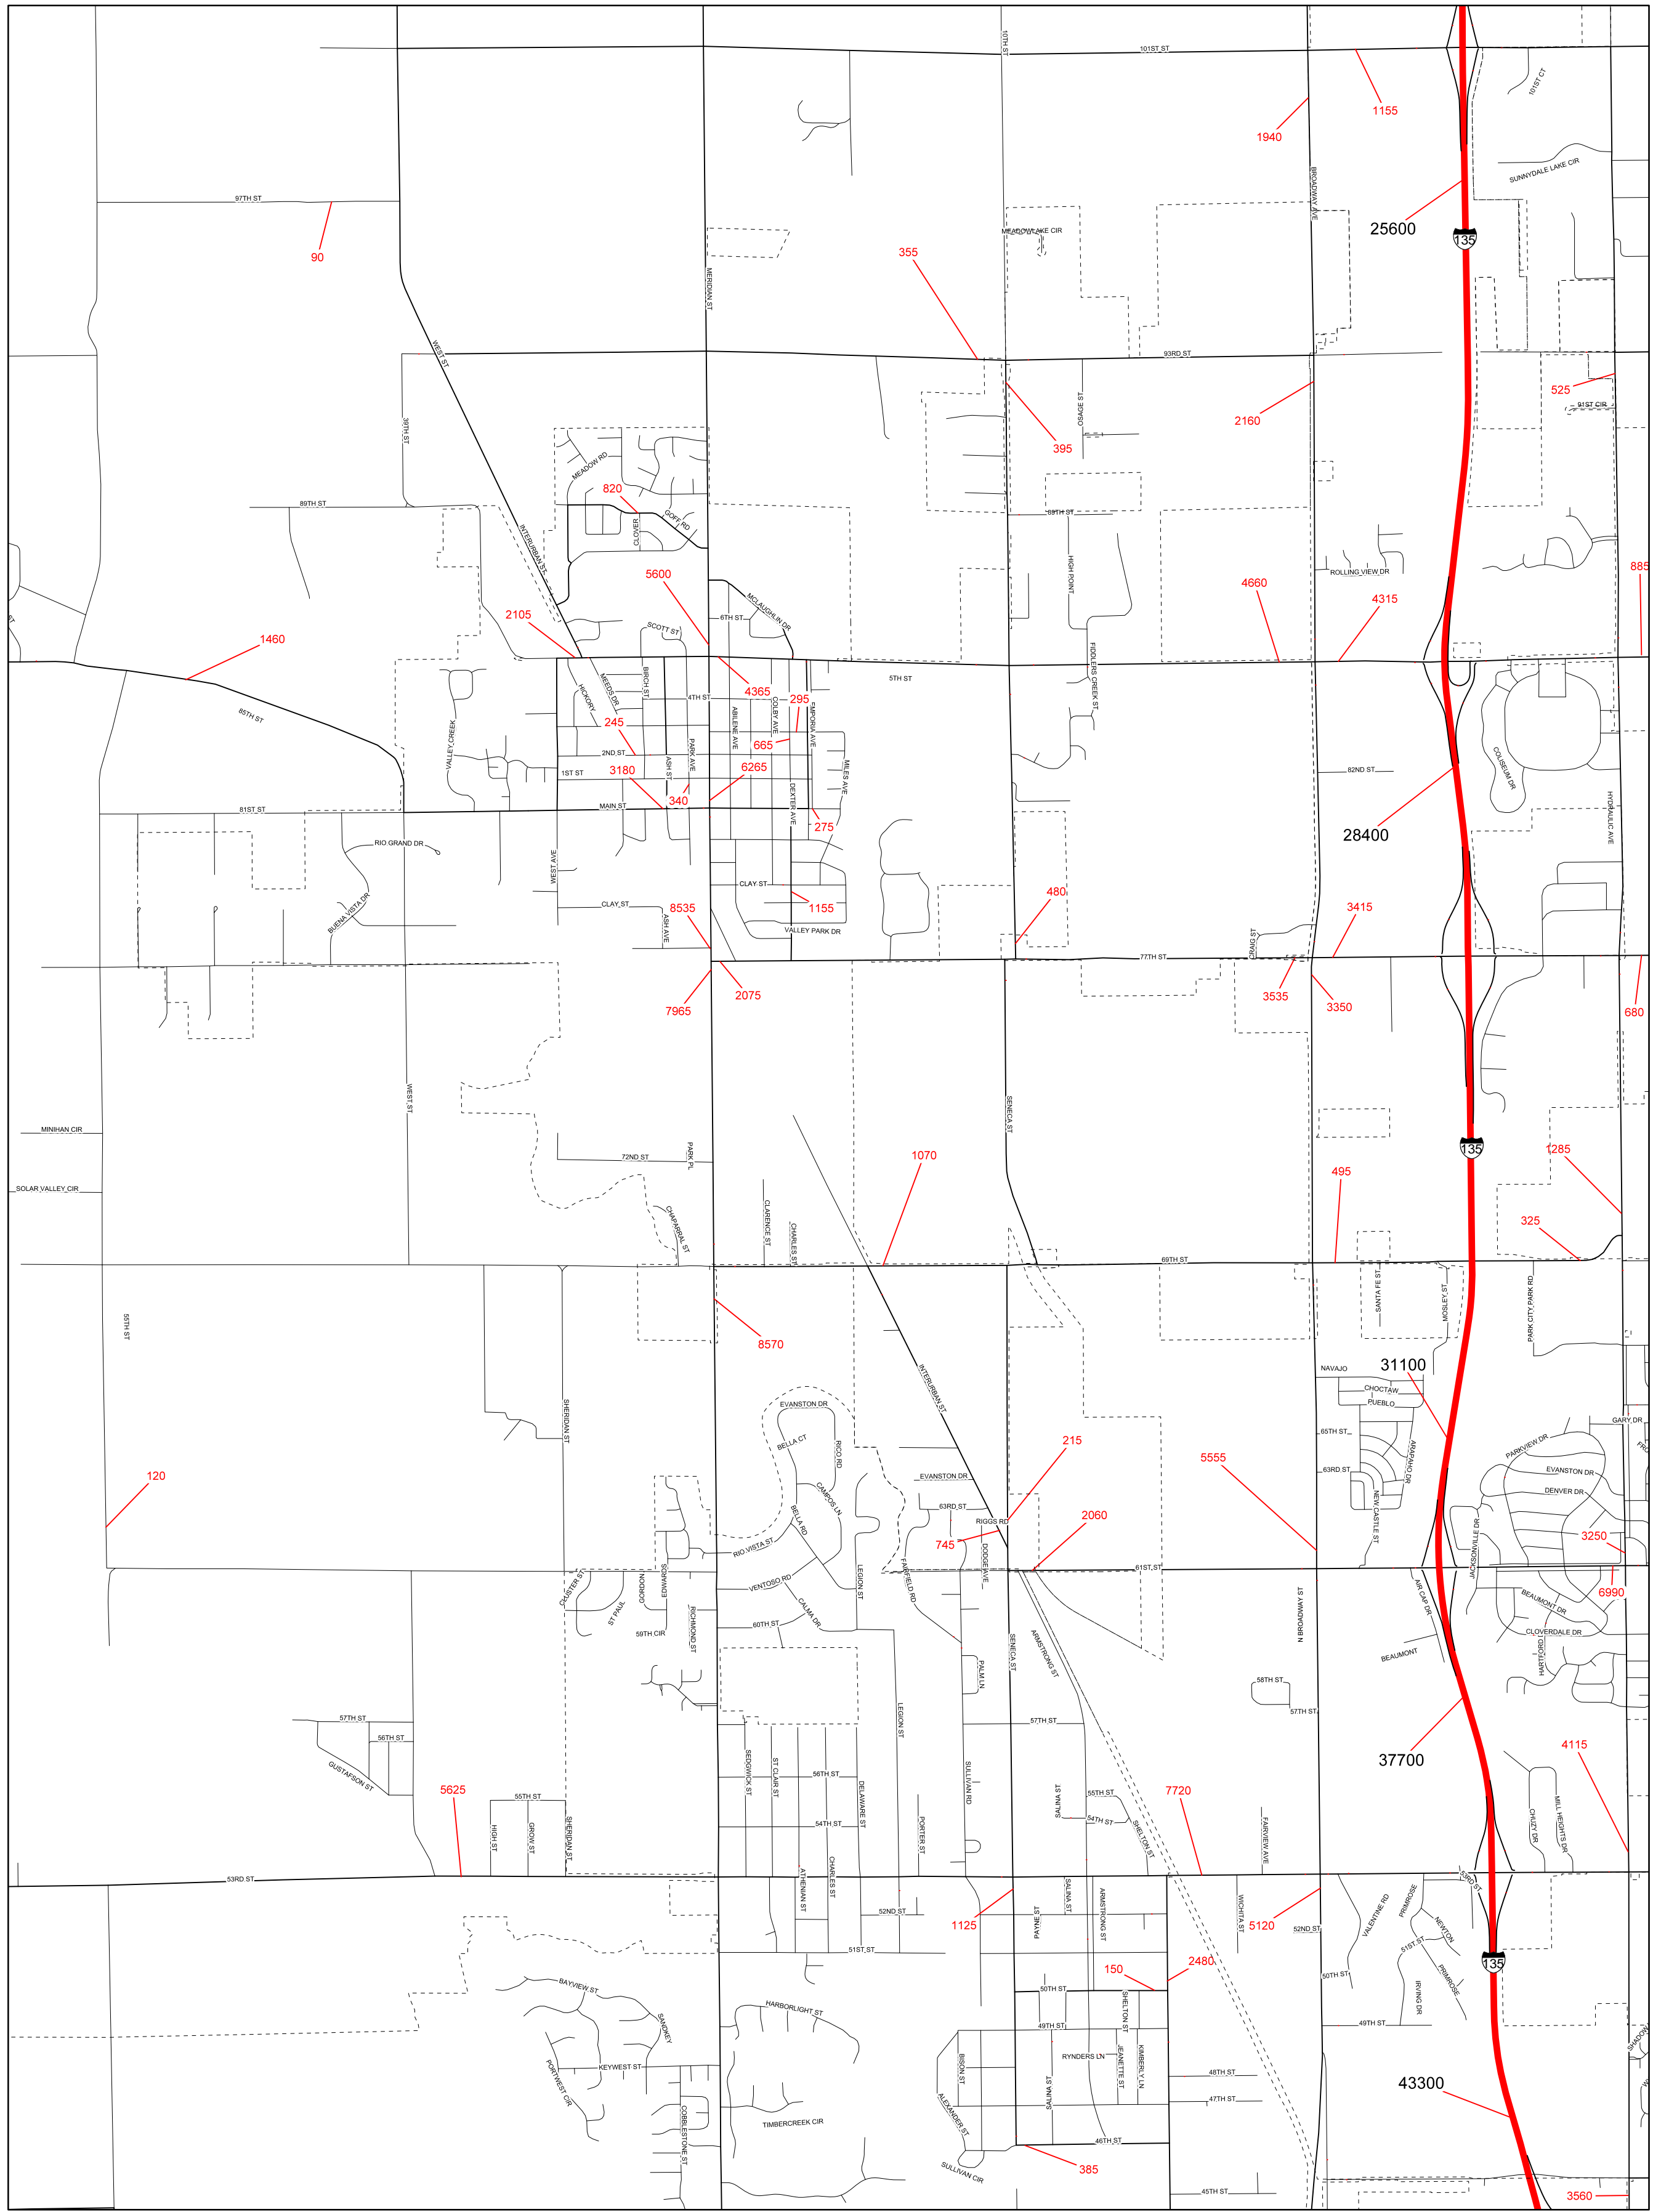 10TH ST
101ST ST
1155
1940
101ST CT
SUNNYDALE LAKE CIR
97TH ST
90
BROADWAY AVE
25600
135
MEADOWLAKE CIR
355
MERIDIAN ST
WEST ST
93RD ST
525
91ST CIR
2160
395
OSAGE ST
39TH ST
MEADOW RD
820
GOFF RD
CLOVER
89TH ST
89TH ST
INTERURBAN ST
HIGH POINT
ROLLING VIEW DR
885
5600
MCLAUGHLIN DR
6TH ST
4660
4315
2105
SCOTT ST
1460
FIDDLERS CREEK ST
5TH ST
85TH ST
VALLEY CREEK
HICKORY
MEEDS DR
BIRCH ST
4TH ST
4365
295
ABILENE AVE
COLBY AVE
EMPORIA AVE
245
665
2ND ST
PARK AVE
ASH ST
3180
6265
1ST ST
340
DEXTER AVE
MILES AVE
82ND ST
COLISEUM DR
HYDRAULIC AVE
81ST ST
MAIN ST
275
28400
RIO GRAND DR
WEST AVE
CLAY ST
480
BUENA VISTA DR
CLAY ST
8535
1155
3415
ASH AVE
VALLEY PARK DR
CRAIG ST
77TH ST
2075
7965
3535
3350
680
WEST ST
SENECA ST
MINIHAN CIR
72ND ST
PARK PL
1070
135
1285
SOLAR VALLEY CIR
495
CLARENCE ST
CHARLES ST
CHAPARRAL ST
325
69TH ST
55TH ST
SANTA FE ST
MOSLEY ST
PARK CITY PARK RD
8570
INTERURBAN ST
NAVAJO
31100
CHOCTAW
PUEBLO
EVANSTON DR
SHERIDAN ST
GARY DR
65TH ST
BELLA CT
RICO RD
215
5555
ARAPAHO DR
PARKVIEW DR
120
EVANSTON DR
63RD ST
EVANSTON DR
CAMPOS LN
DENVER DR
63RD ST
NEW CASTLE ST
RIGGS RD
2060
BELLA RD
JACKSONVILLE DR
3250
745
RIO VISTA ST
DODGE AVE
61ST ST
CLUSTER ST
GORDON
EDWARDS
VENTOSO RD
LEGION ST
FAIRFIELD RD
AIR CAP DR
6990
BEAUMONT DR
ST PAUL
RICHMOND ST
CALMA DR
N BROADWAY ST
60TH ST
59TH CIR
CLOVERDALE DR
SENECA ST
ARMSTRONG ST
BEAUMONT
HARTFORD
PALM LN
58TH ST
57TH ST
57TH ST
LEGION ST
57TH ST
56TH ST
37700
4115
GUSTAFSON ST
SEDGWICK ST
ST CLAIR ST
56TH ST
SULLIVAN RD
5625
DELAWARE ST
55TH ST
7720
55TH ST
SALINA ST
HIGH ST
GROW ST
SHERIDAN ST
54TH ST
54TH ST
PORTER ST
SHELTON ST
FAIRVIEW AVE
CHUZY DR
MILL HEIGHTS DR
53RD ST
ATHENIAN ST
CHARLES ST
53RD ST
SALINA ST
ARMSTRONG ST
WICHITA ST
VALENTINE RD
PRIMROSE
52ND ST
1125
PAYNE ST
5120
52ND ST
NEWTON
51ST ST
51ST ST
150
2480
135
BAYVIEW ST
50TH ST
50TH ST
PRIMROSE
IRVING DR
HARBORLIGHT ST
SHELTON ST
SANDKEY
49TH ST
49TH ST
RYNDERS LN
JEANETTE ST
KIMBERLY LN
KEYWEST ST
BISON ST
48TH ST
PORTWEST CIR
SALINA ST
47TH ST
43300
COBBLESTONE ST
TIMBERCREEK CIR
ALEXANDER ST
46TH ST
SULLIVAN CIR
385
45TH ST
3560